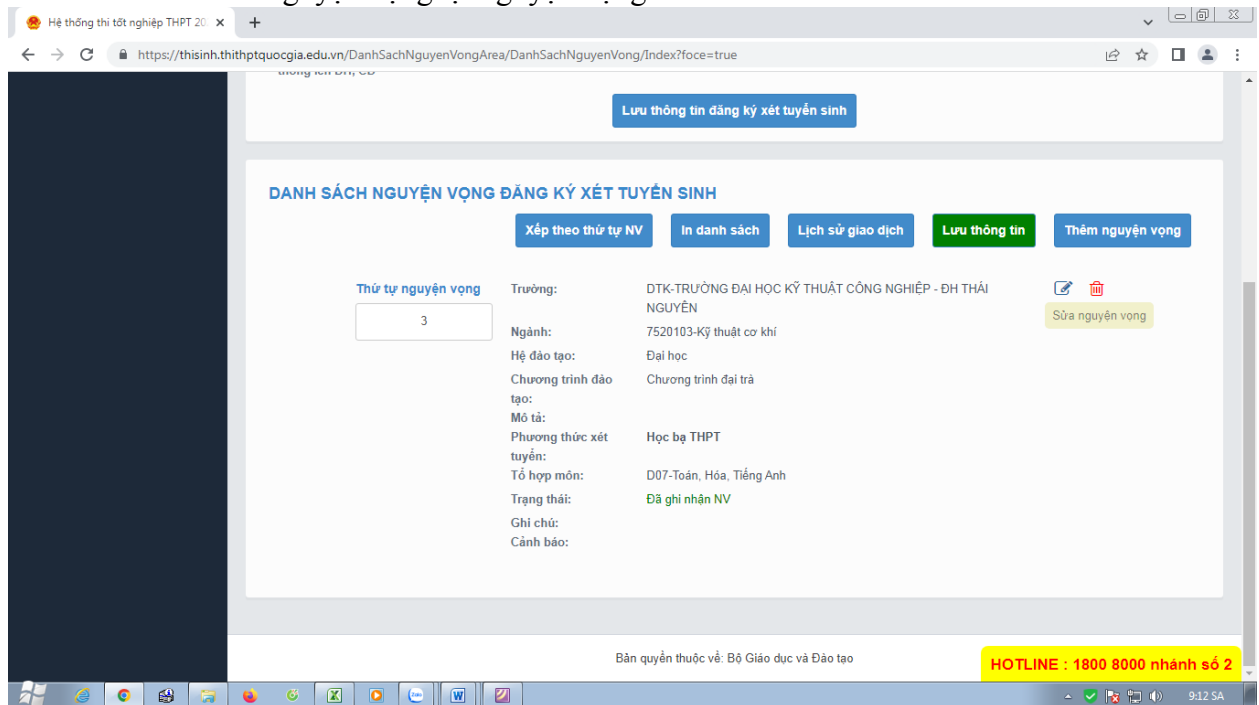 Hệ thống thi tốt nghiệp THPT 20
https://thisinh.thithptquocgia.edu.vn/DanhSachNguyenVongArea/DanhSachNguyenVong/Index?foce=true
Lưu thông tin đăng ký xét tuyển sinh
DANH SÁCH NGUYỆN VỌNG ĐĂNG KÝ XÉT TUYỂN SINH
Xếp theo thứ tự NV In danh sách Lịch sử giao dịch Lưu thông tin Thêm nguyện vọng
Thứ tự nguyện vọng
3
Trường: DTK-TRƯỜNG ĐẠI HỌC KỸ THUẬT CÔNG NGHIỆP - ĐH THÁI
NGUYÊN
Sửa nguyện vọng
Ngành: 7520103-Kỹ thuật cơ khí
Hệ đào tạo: Đại học
Chương trình đào Chương trình đại trà
tạo:
Mô tả:
Phương thức xét Học bạ THPT
tuyển:
Tổ hợp môn: D07-Toán, Hóa, Tiếng Anh
Trạng thái: Đã ghi nhận NV
Ghi chú:
Cảnh báo:
Bản quyền thuộc về: Bộ Giáo dục và Đào tạo
HOTLINE : 1800 8000 nhánh số 2
9:12 SA